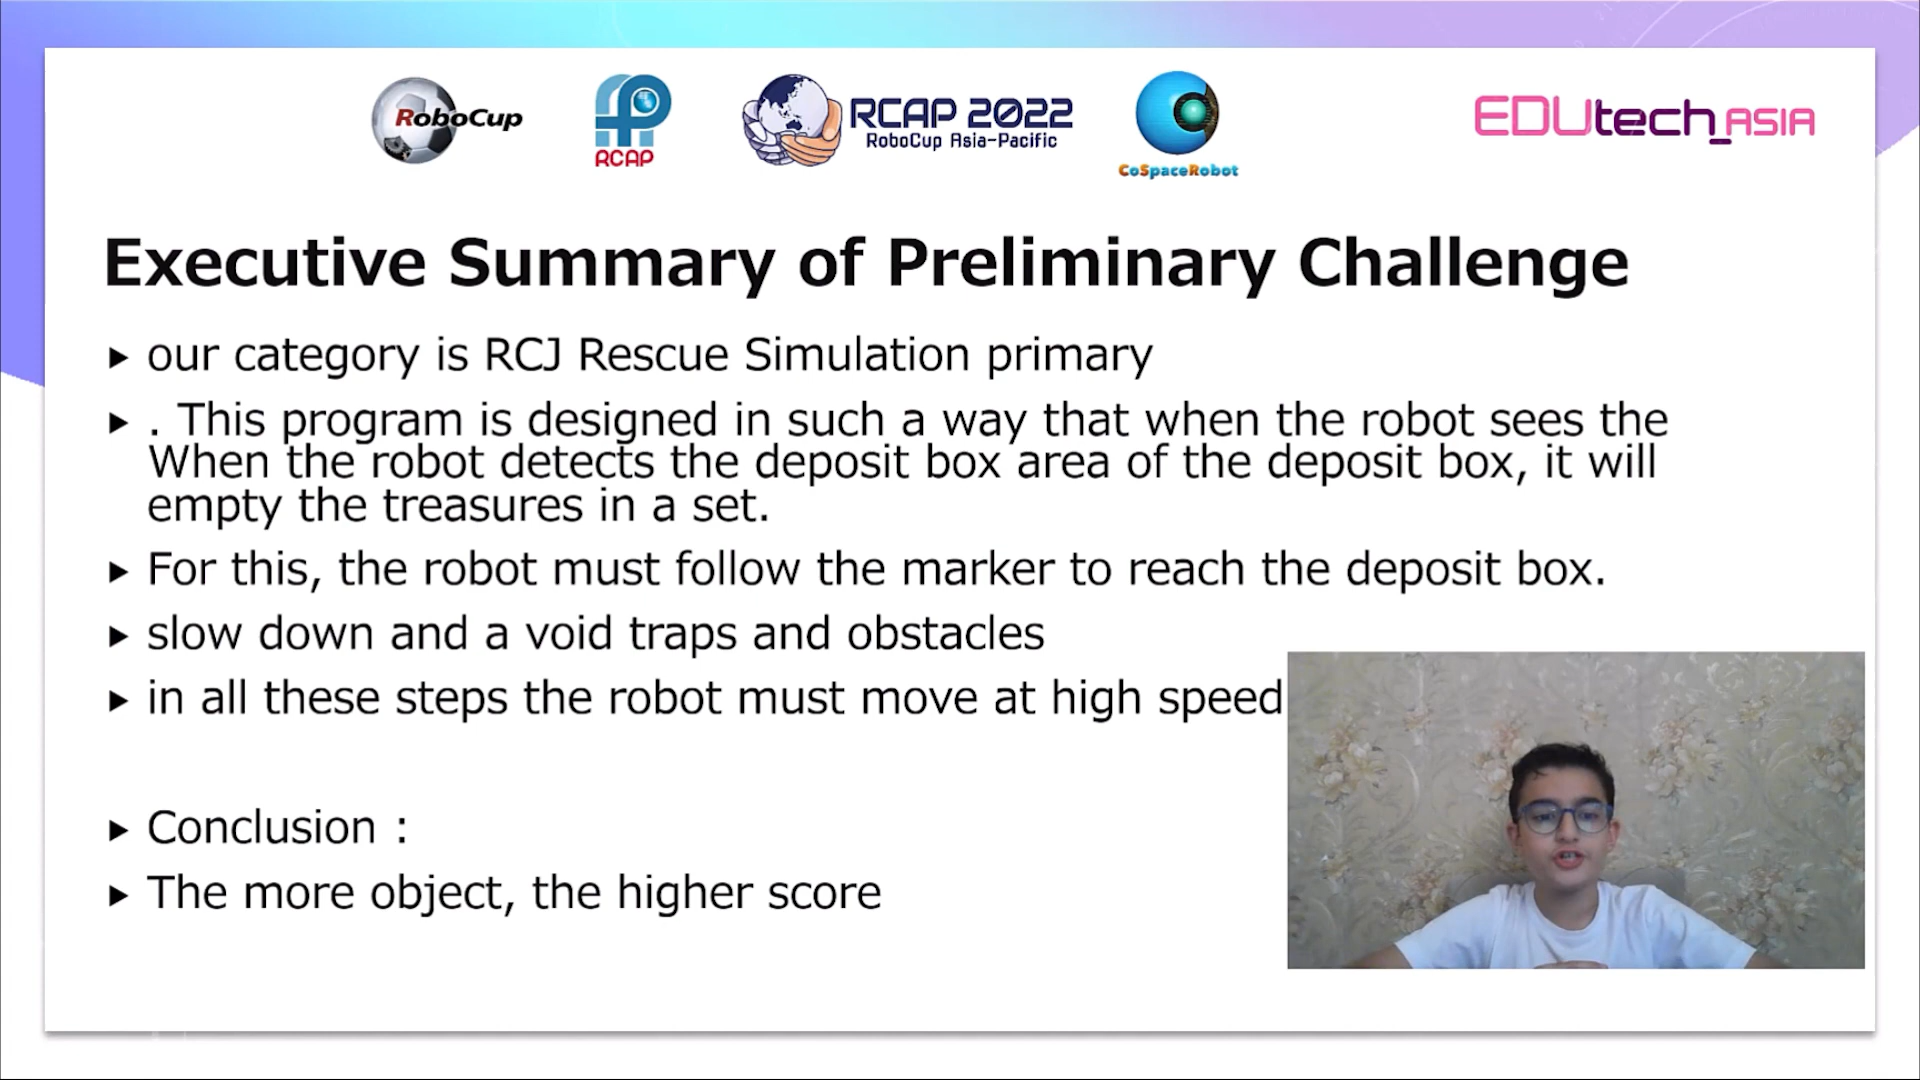 RoboCup
RCAP
RCAP 2022
RoboCup Asia-Pacific
CoSpaceRobot
EDUtech_ASIA
Executive Summary of Preliminary Challenge
our category is RCJ Rescue Simulation primary
. This program is designed in such a way that when the robot sees the
When the robot detects the deposit box area of the deposit box, it will
empty the treasures in a set.
For this, the robot must follow the marker to reach the deposit box.
slow down and a void traps and obstacles
in all these steps the robot must move at high speed
Conclusion :
The more object, the higher score